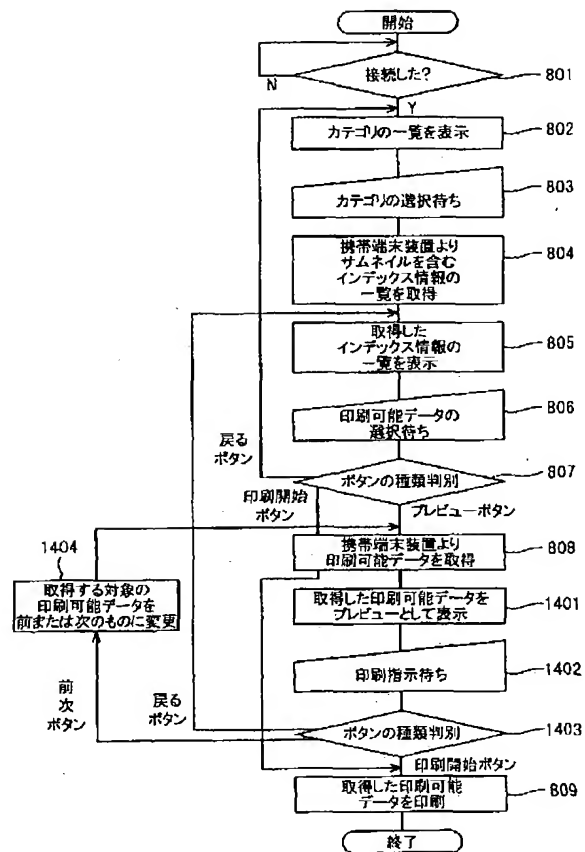 開始
接続した?
801
N
Y
カテゴリの一覧を表示
802
カテゴリの選択待ち
803
携帯端末装置より
サムネイルを含む
インデックス情報の
一覧を取得
804
取得した
インデックス情報の
一覧を表示
805
印刷可能データの
選択待ち
806
戻る
ボタン
ボタンの種類判別
807
印刷開始
ボタン
プレビューボタン
携帯端末装置より
印刷可能データを取得
808
1404
取得する対象の
印刷可能データを
前または次のものに変更
取得した印刷可能データを
プレビューとして表示
1401
印刷指示待ち
1402
前
次
ボタン
戻る
ボタン
ボタンの種類判別
1403
印刷開始ボタン
取得した印刷可能
データを印刷
809
終了